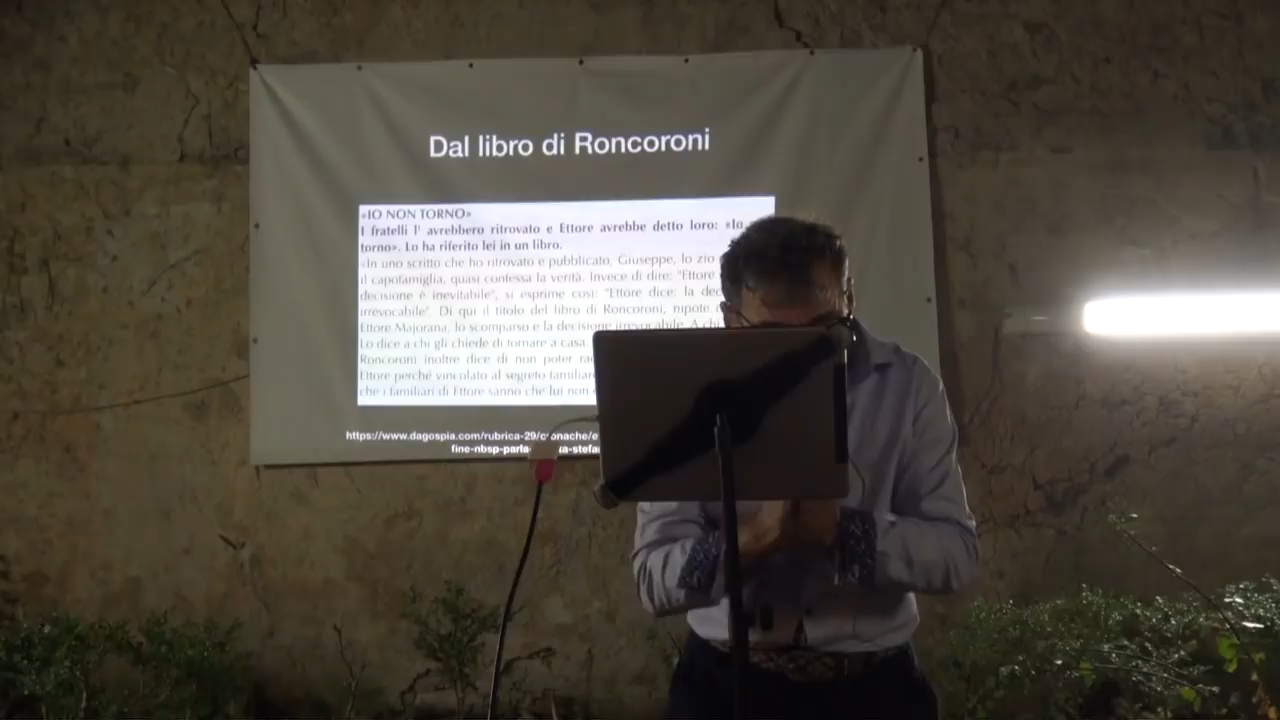 Dal libro di Roncoroni
«IO NON TORNO»
I fratelli l' avrebbero ritrovato e Ettore avrebbe detto loro: «Io
torno». Lo ha riferito lei in un libro.
«In uno scritto che ho ritrovato e pubblicato, Giuseppe, lo zio
il capofamiglia, quasi confessa la verità. Invece di dire: "Ettore
decisione è inevitabile", si esprime così: "Ettore dice: la
irrevocabile". Di qui il titolo del libro di Roncoroni, nipote
Ettore Majorana, lo scomparso e la decisione irrevocabile. A
Lo dice a chi gli chiede di tornare a casa.
Roncoroni inoltre dice di non poter
Ettore perché vincolato al segreto
che i familiari di Ettore sanno che lui non
https://www.dagospia.com/rubrica-29/cronache/
fine-nbsp-parla-